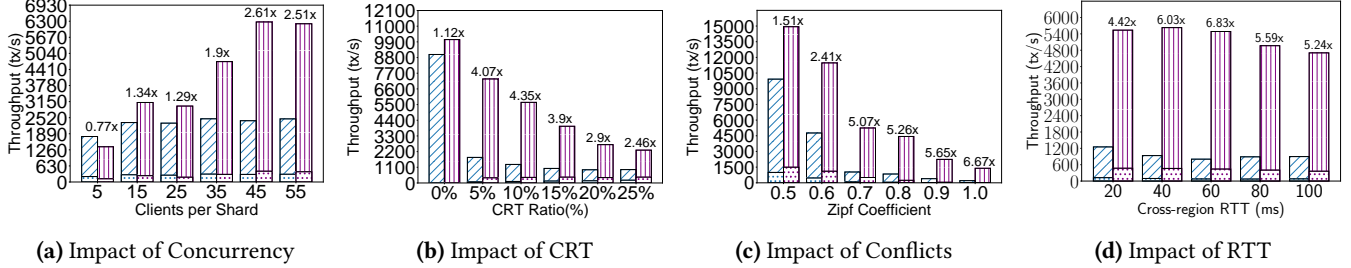 Throughput (tx/s)
6930
6300
5670
5040
4410
3780
3150
2520
1890
1260
630
0
0.77x
1.34x
1.29x
1.9x
2.61x
2.51x
5
15
25
35
45
55
Clients per Shard
(a) Impact of Concurrency
Throughput (tx/s)
12100
11000
9900
8800
7700
6600
5500
4400
3300
2200
1100
0
1.12x
4.07x
4.35x
3.9x
2.9x
2.46x
0%
5%
10%
15%
20%
25%
CRT Ratio(%)
(b) Impact of CRT
Throughput (tx/s)
15000
13500
12000
10500
9000
7500
6000
4500
3000
1500
0
1.51x
2.41x
5.07x
5.26x
5.65x
6.67x
0.5
0.6
0.7
0.8
0.9
1.0
Zipf Coefficient
(c) Impact of Conflicts
Throughput (tx/s)
6000
5400
4800
4200
3600
3000
2400
1800
1200
600
0
4.42x
6.03x
6.83x
5.59x
5.24x
20
40
60
80
100
Cross-region RTT (ms)
(d) Impact of RTT